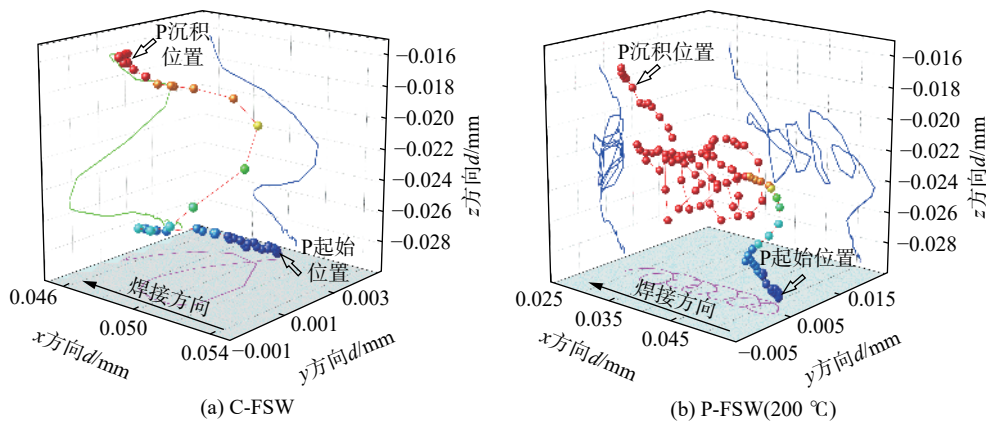 P沉积
位置
P起始
位置
焊接方向
−0.016
−0.018
−0.020
−0.022
−0.024
−0.026
−0.028
z方向d/mm
0.046
0.050
0.054
x方向d/mm
−0.001
0.001
0.003
y方向d/mm
(a) C-FSW
P沉积位置
P起始位置
焊接方向
−0.016
−0.018
−0.020
−0.022
−0.024
−0.026
−0.028
z方向d/mm
0.025
0.035
0.045
x方向d/mm
−0.005
0.005
0.015
y方向d/mm
(b) P-FSW(200 ℃)